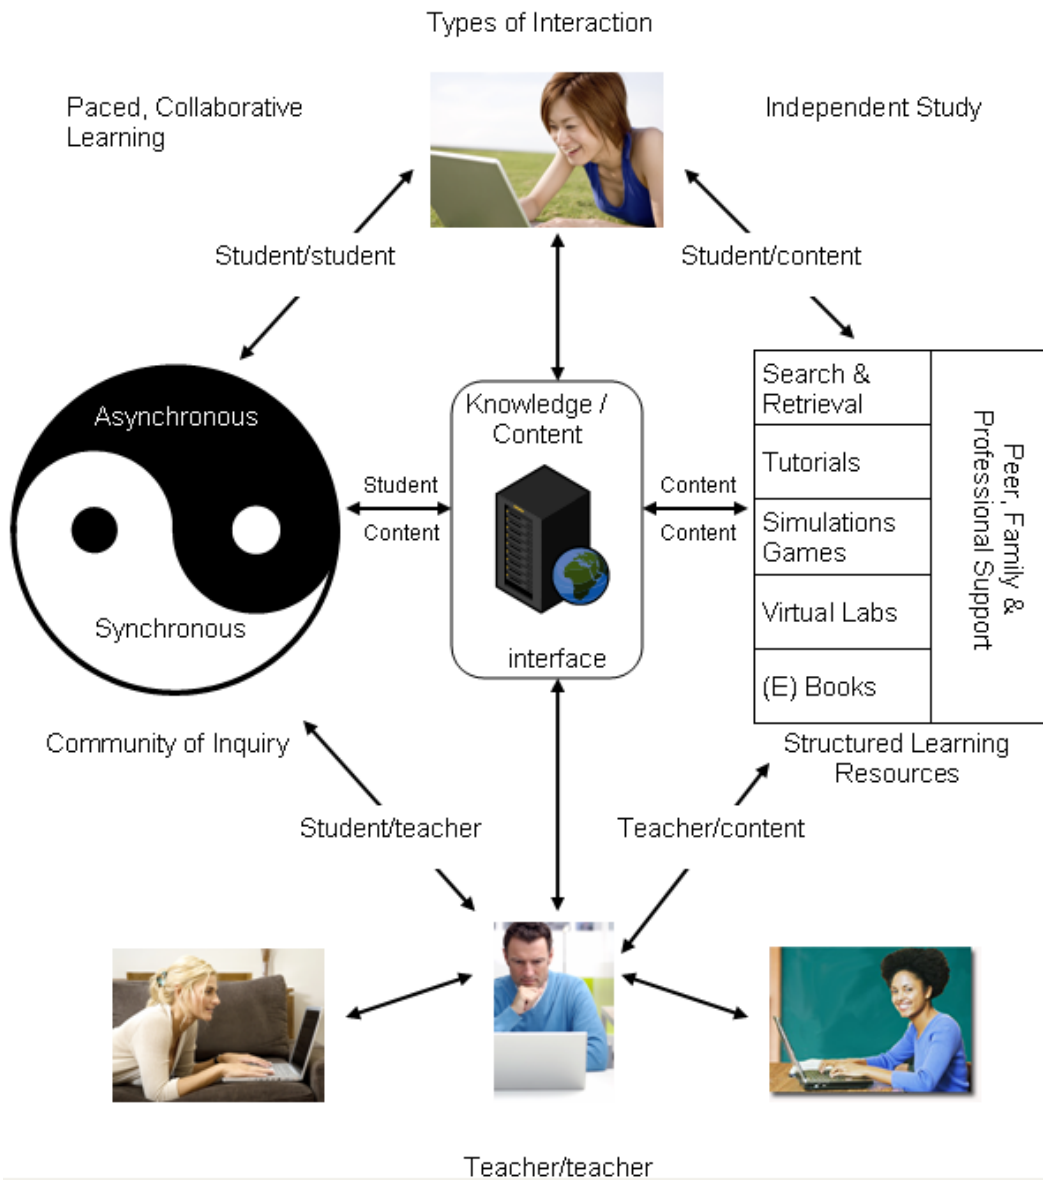 Types of Interaction
Paced, Collaborative
Learning
Independent Study
Student/student
Student/content
Asynchronous
Synchronous
Community of Inquiry
Student
Content
Knowledge /
Content
interface
Content
Content
Search &
Retrieval
Tutorials
Simulations
Games
Virtual Labs
(E) Books
Peer, Family &
Professional Support
Structured Learning
Resources
Student/teacher
Teacher/content
Teacher/teacher